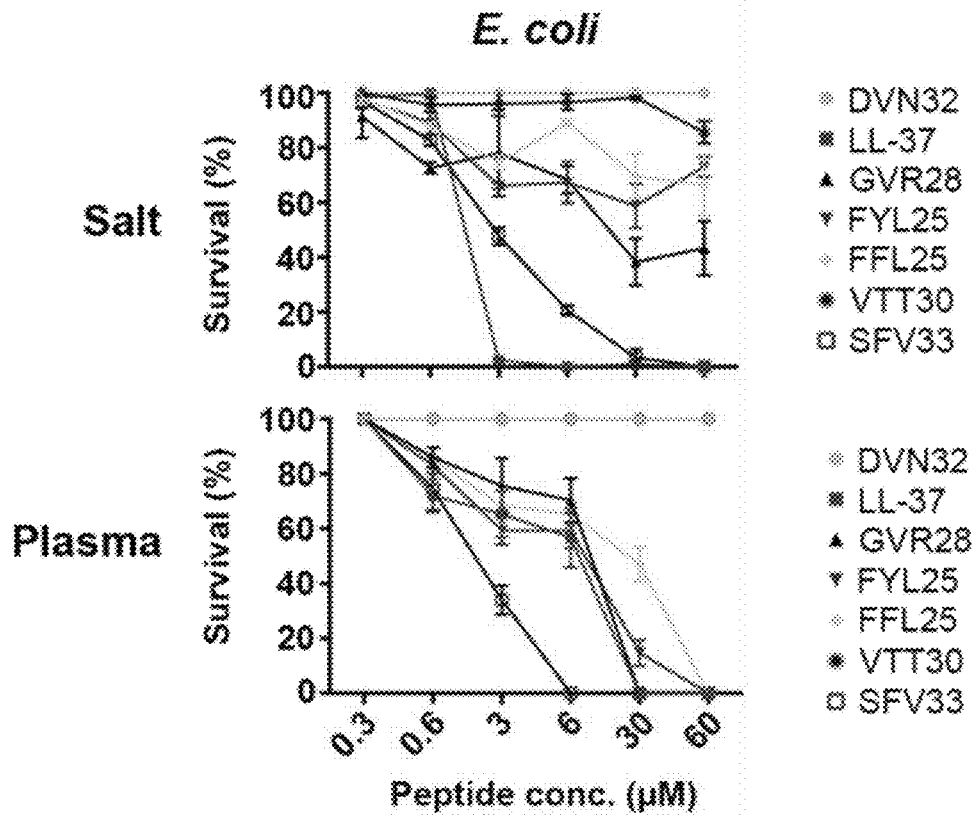 E. coli
Salt
Survival (%)
100
80
60
40
20
0
DVN32
LL-37
GVR28
FYL25
FFL25
VTT30
SFV33
Plasma
Survival (%)
100
80
60
40
20
0
0.3
0.6
3
6
30
60
Peptide conc. (µM)
DVN32
LL-37
GVR28
FYL25
FFL25
VTT30
SFV33